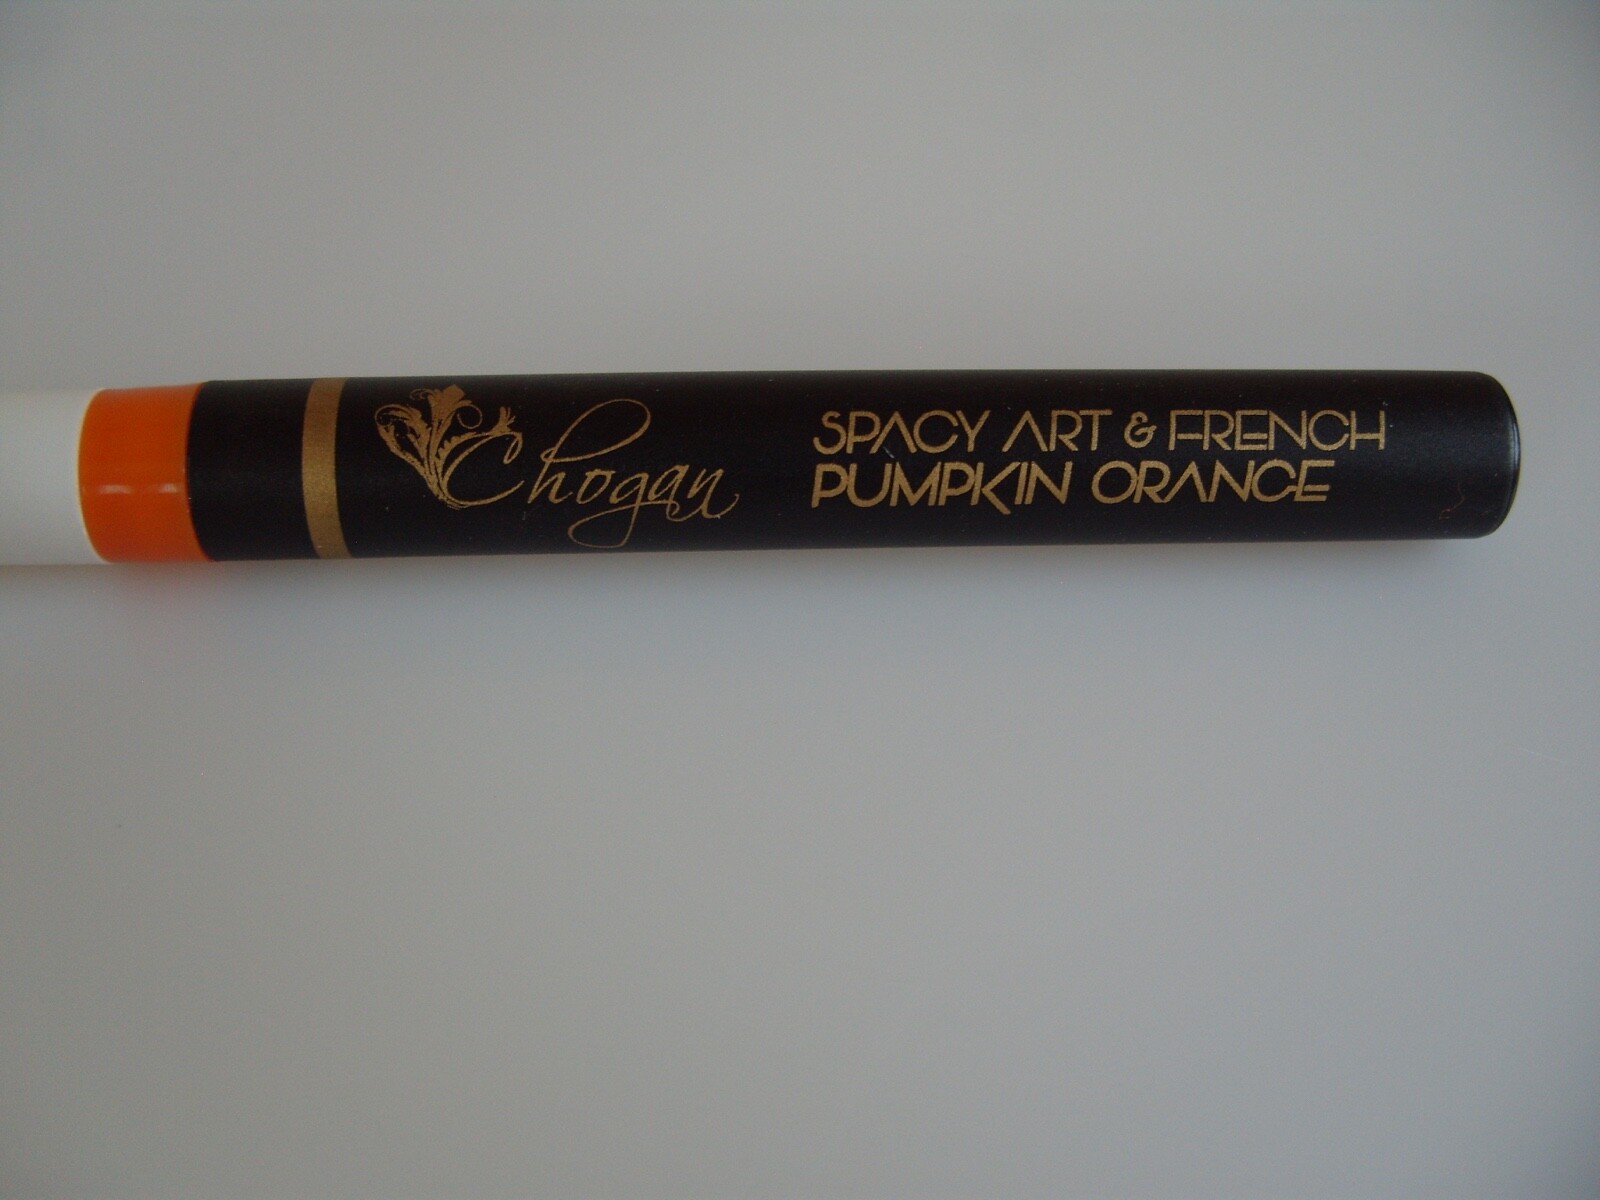 Chogan
SPACY ART & FRENCH
PUMPKIN ORANGE